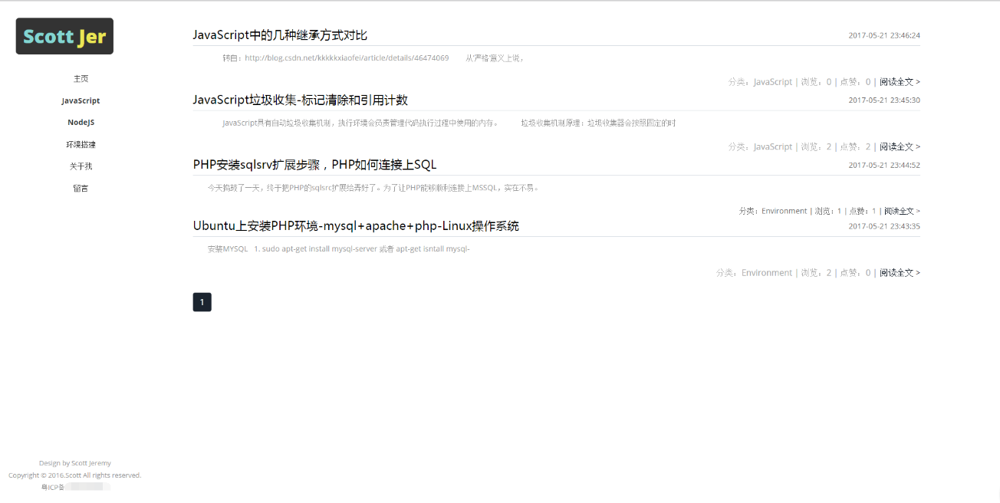 Scott Jer
主页
JavaScript
NodeJS
环境搭建
关于我
留言
JavaScript中的几种继承方式对比 2017-05-21 23:46:24
转自：http://blog.csdn.net/kkkkkxiaofei/article/details/46474069 从'严格'意义上说，
分类：JavaScript | 浏览：0 | 点赞：0 | 阅读全文 >
JavaScript垃圾收集-标记清除和引用计数 2017-05-21 23:45:30
JavaScript具有自动垃圾收集机制，执行环境会负责管理代码执行过程中使用的内存。 垃圾收集机制原理：垃圾收集器会按照固定的时
分类：JavaScript | 浏览：2 | 点赞：2 | 阅读全文 >
PHP安装sqlsrv扩展步骤，PHP如何连接上SQL 2017-05-21 23:44:52
今天捣鼓了一天，终于把PHP的sqlsrc扩展给弄好了。为了让PHP能够顺利连接上MSSQL，实在不易。
分类：Environment | 浏览：1 | 点赞：1 | 阅读全文 >
Ubuntu上安装PHP环境-mysql+apache+php-Linux操作系统 2017-05-21 23:43:35
安装MYSQL 1. sudo apt-get install mysql-server 或者 apt-get isntall mysql-
分类：Environment | 浏览：2 | 点赞：0 | 阅读全文 >
1
Design by Scott Jeremy
Copyright © 2016.Scott All rights reserved.
粤ICP备